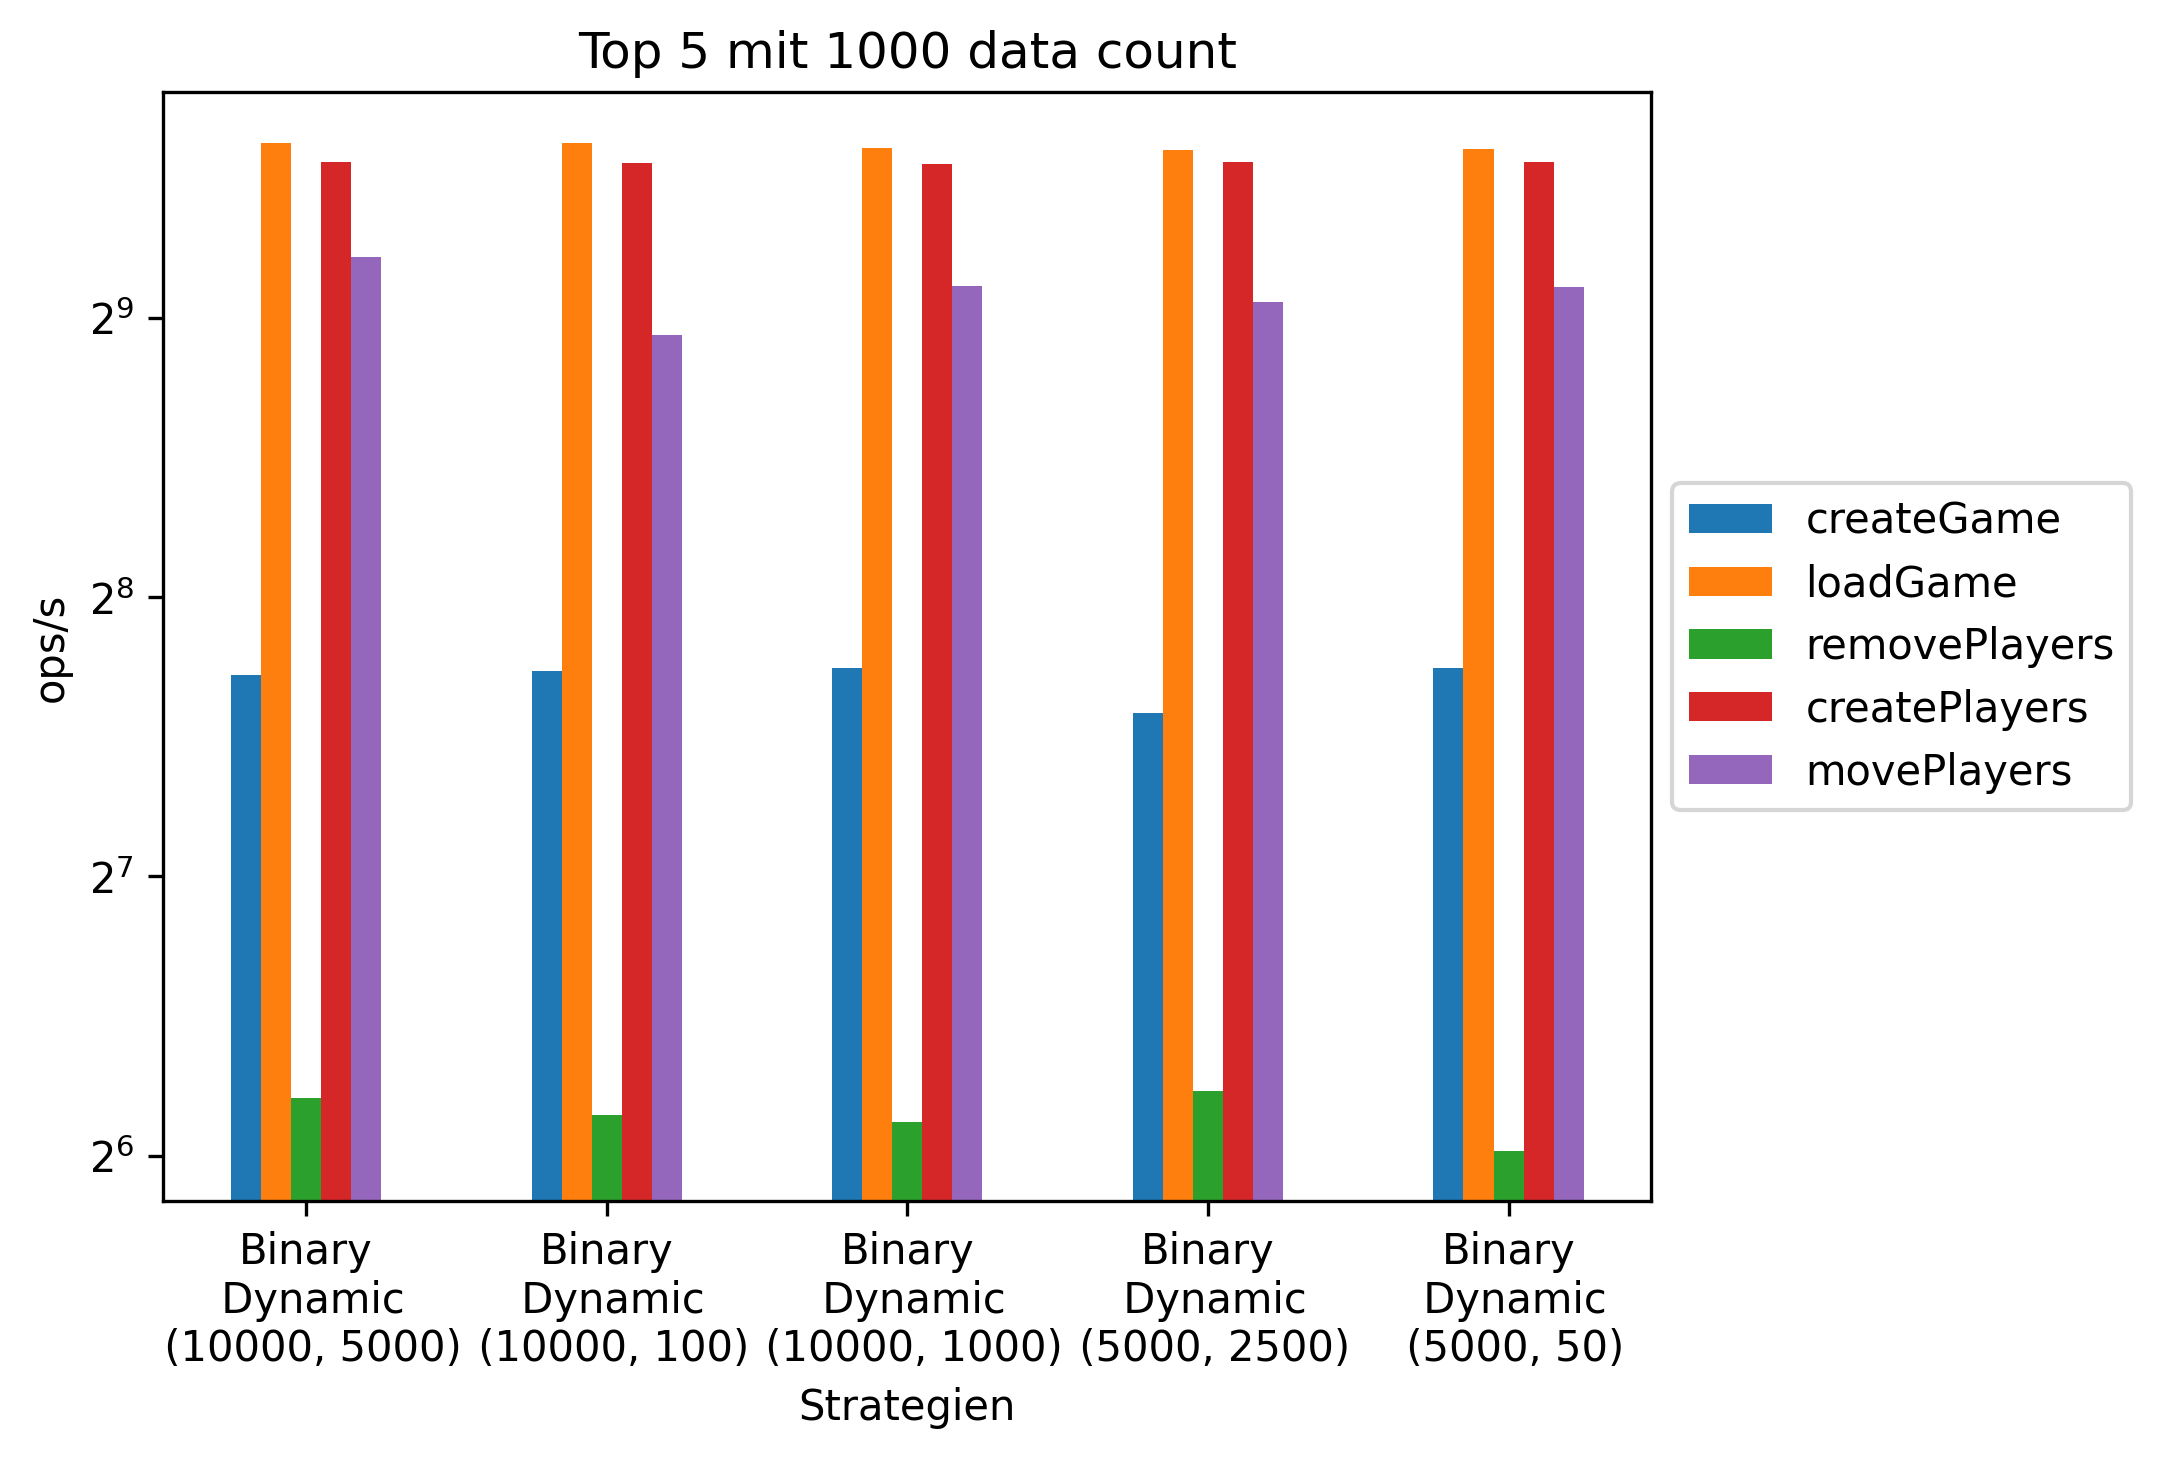 Top 5 mit 1000 data count
ops/s
2⁹
2⁸
2⁷
2⁶
Binary
Dynamic
(10000, 5000)
Binary
Dynamic
(10000, 100)
Binary
Dynamic
(10000, 1000)
Binary
Dynamic
(5000, 2500)
Binary
Dynamic
(5000, 50)
Strategien
createGame
loadGame
removePlayers
createPlayers
movePlayers